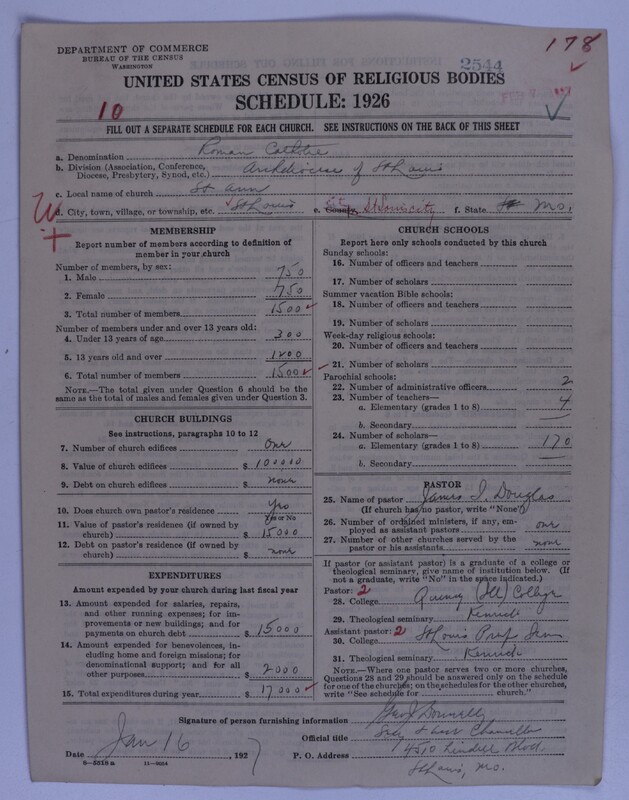 DEPARTMENT OF COMMERCE
BUREAU OF THE CENSUS
WASHINGTON
2544
178
UNITED STATES CENSUS OF RELIGIOUS BODIES
SCHEDULE: 1926
10
FILL OUT A SEPARATE SCHEDULE FOR EACH CHURCH. SEE INSTRUCTIONS ON THE BACK OF THIS SHEET
a. Denomination Roman Catholic
b. Division (Association, Conference, Diocese, Presbytery, Synod, etc.) Archdiocese of St Louis
c. Local name of church St Ann
d. City, town, village, or township, etc. St Louis e. County City St Louis City f. State Mo.
MEMBERSHIP
Report number of members according to definition of member in your church
Number of members, by sex:
1. Male 750
2. Female 750
3. Total number of members 1500
Number of members under and over 13 years old:
4. Under 13 years of age 300
5. 13 years old and over 1200
6. Total number of members 1500
NOTE.—The total given under Question 6 should be the same as the total of males and females given under Question 3.
CHURCH BUILDINGS
See instructions, paragraphs 10 to 12
7. Number of church edifices One
8. Value of church edifices $ 100,000
9. Debt on church edifices $ none
10. Does church own pastor's residence Yes
Yes or No
11. Value of pastor's residence (if owned by church) $ 15000
12. Debt on pastor's residence (if owned by church) $ none
EXPENDITURES
Amount expended by your church during last fiscal year
13. Amount expended for salaries, repairs, and other running expenses; for improvements or new buildings; and for payments on church debt $ 15000
14. Amount expended for benevolences, including home and foreign missions; for denominational support; and for all other purposes $ 2000
15. Total expenditures during year $ 17000
CHURCH SCHOOLS
Report here only schools conducted by this church
Sunday schools:
16. Number of officers and teachers
17. Number of scholars
Summer vacation Bible schools:
18. Number of officers and teachers
19. Number of scholars
Week-day religious schools:
20. Number of officers and teachers
21. Number of scholars
Parochial schools:
22. Number of administrative officers 2
23. Number of teachers—
a. Elementary (grades 1 to 8) 4
b. Secondary
24. Number of scholars—
a. Elementary (grades 1 to 8) 170
b. Secondary
PASTOR
25. Name of pastor James J. Douglas
(If church has no pastor, write "None")
26. Number of ordained ministers, if any, employed as assistant pastors one
27. Number of other churches served by the pastor or his assistants none
If pastor (or assistant pastor) is a graduate of a college or theological seminary, give name of institution below. (If not a graduate, write "No" in the space indicated.)
Pastor: 2
28. College Quincy (Ill) College
29. Theological seminary Kenrick
Assistant pastor: 2
30. College St Louis Prep Sem
31. Theological seminary Kenrick
NOTE.—Where one pastor serves two or more churches, Questions 28 and 29 should be answered only on the schedule for one of the churches; on the schedules for the other churches, write "See schedule for church."
Signature of person furnishing information Geo J Donnelly
Official title Secy & Chancellor
Date Jan 16, 1927 P. O. Address 4510 Lindell Blvd.
St Louis, Mo.
8—2518 a